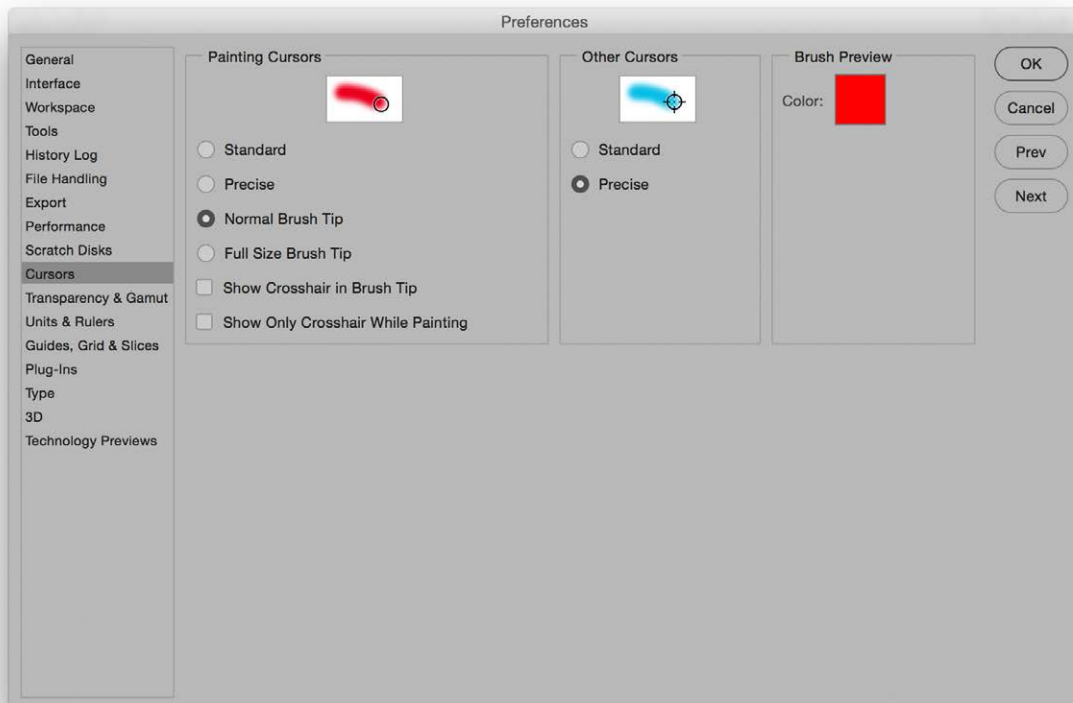 Preferences
General
Interface
Workspace
Tools
History Log
File Handling
Export
Performance
Scratch Disks
Cursors
Transparency & Gamut
Units & Rulers
Guides, Grid & Slices
Plug-Ins
Type
3D
Technology Previews
Painting Cursors
Standard
Precise
Normal Brush Tip
Full Size Brush Tip
Show Crosshair in Brush Tip
Show Only Crosshair While Painting
Other Cursors
Standard
Precise
Brush Preview
Color:
OK
Cancel
Prev
Next